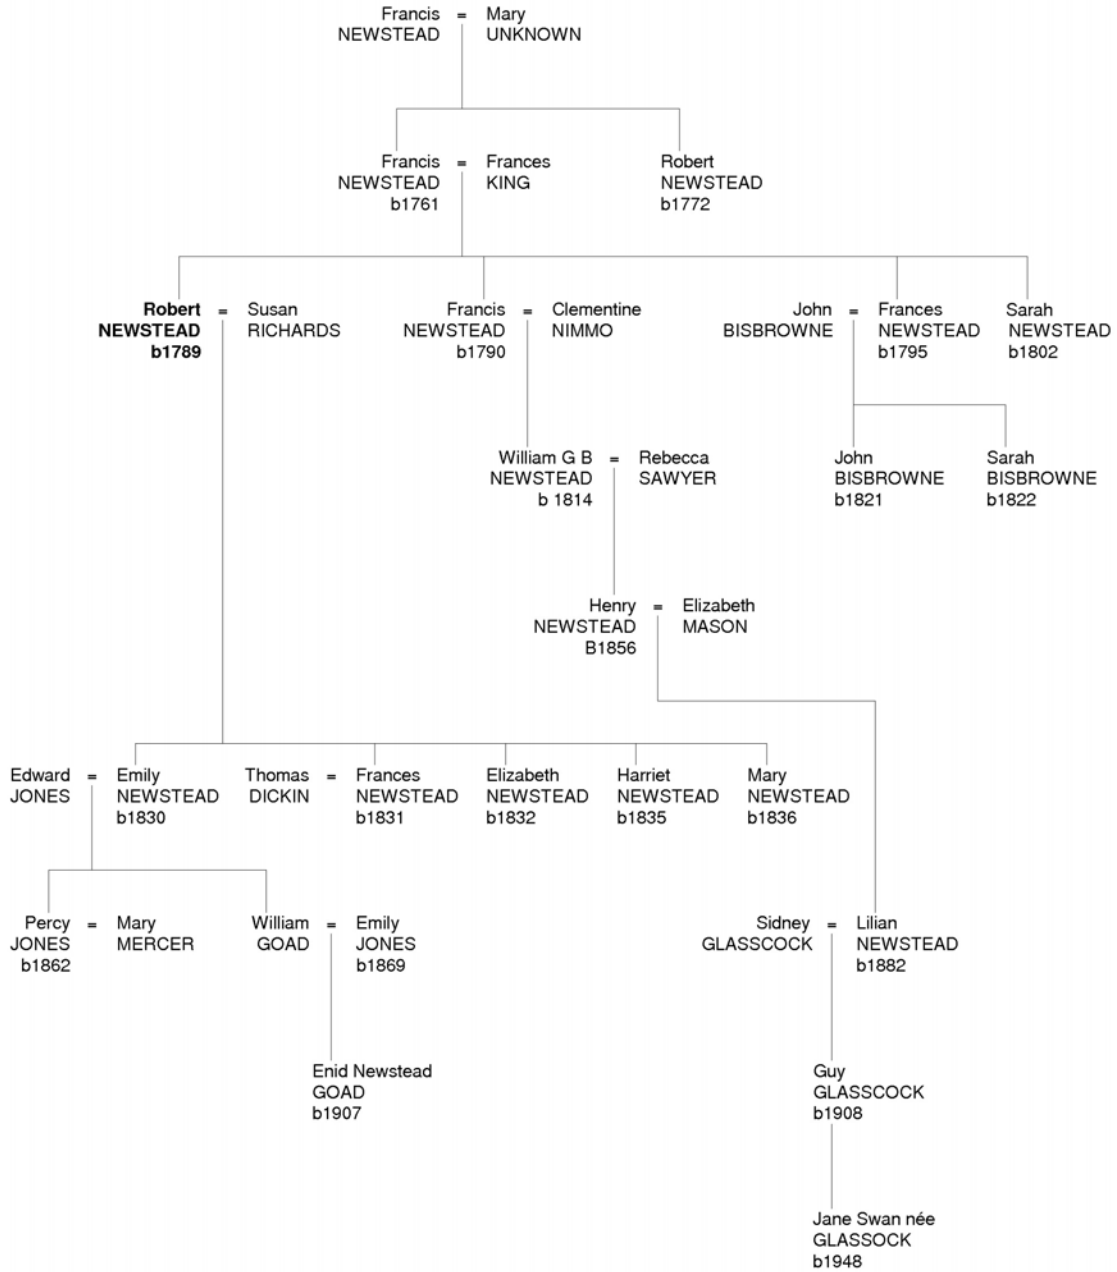 Francis = Mary
NEWSTEAD UNKNOWN
Francis = Frances Robert
NEWSTEAD KING NEWSTEAD
b1761 b1772
Robert = Susan Francis = Clementine John = Frances Sarah
NEWSTEAD RICHARDS NEWSTEAD NIMMO BISBROWNE NEWSTEAD NEWSTEAD
b1789 b1790 b1795 b1802
William G B = Rebecca John Sarah
NEWSTEAD SAWYER BISBROWNE BISBROWNE
b 1814 b1821 b1822
Henry = Elizabeth
NEWSTEAD MASON
B1856
Edward = Emily Thomas = Frances Elizabeth Harriet Mary
JONES NEWSTEAD DICKIN NEWSTEAD NEWSTEAD NEWSTEAD NEWSTEAD
b1830 b1831 b1832 b1835 b1836
Percy = Mary William = Emily Sidney = Lilian
JONES MERCER GOAD JONES GLASSCOCK NEWSTEAD
b1862 b1869 b1882
Enid Newstead Guy
GOAD GLASSCOCK
b1907 b1908
Jane Swan née
GLASSOCK
b1948